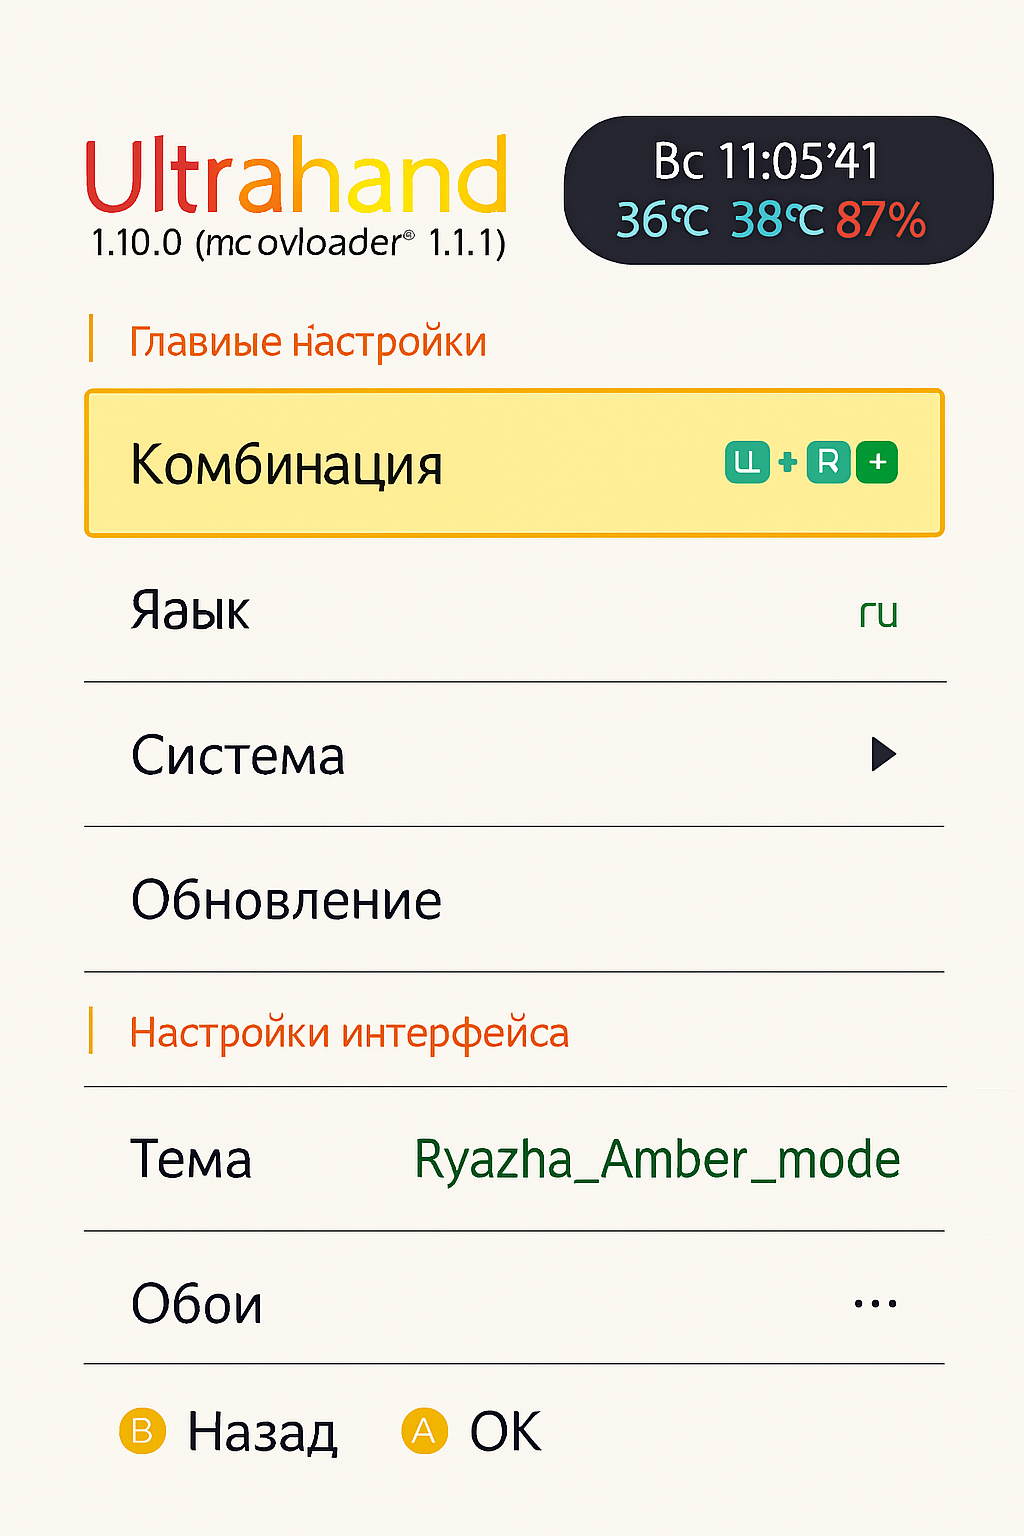 Ultrahand
1.10.0 (mcovloader® 1.1.1)
Вс 11:05’41
36°C 38°C 87%
Главиые настройки
Комбинация Ц + R +
Яаык ru
Система
Обновление
Настройки интерфейса
Тема Ryazha_Amber_mode
Обои ...
B Назад A OK